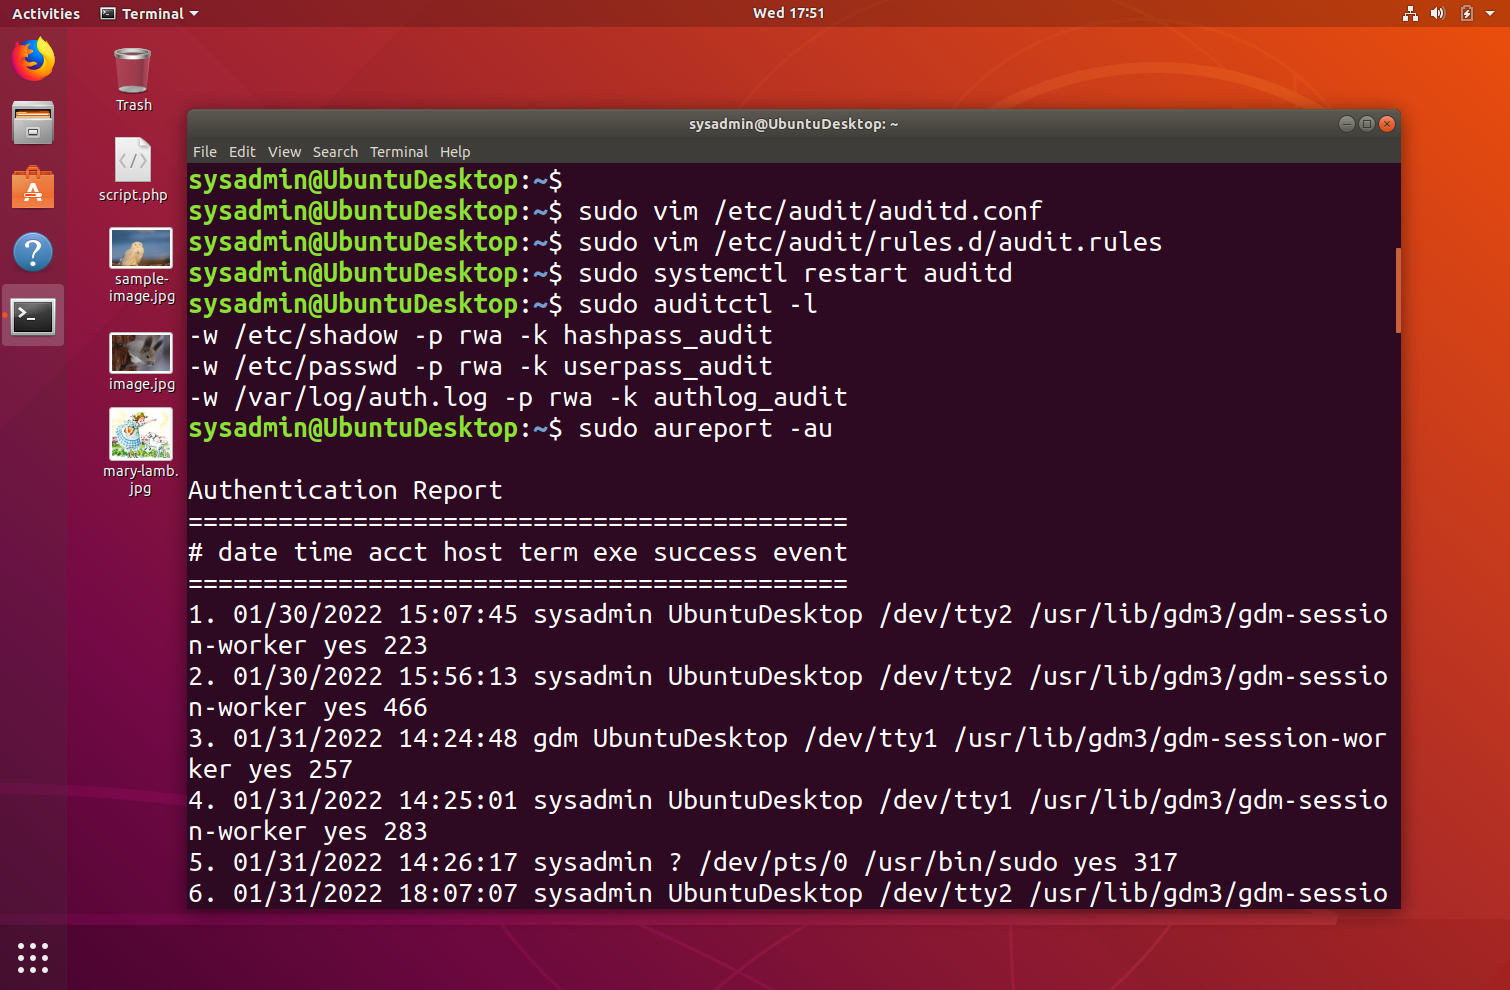 Activities Terminal Wed 17:51
Trash
script.php
sample-
image.jpg
image.jpg
mary-lamb.
jpg
sysadmin@UbuntuDesktop: ~
File Edit View Search Terminal Help
sysadmin@UbuntuDesktop:~$
sysadmin@UbuntuDesktop:~$ sudo vim /etc/audit/auditd.conf
sysadmin@UbuntuDesktop:~$ sudo vim /etc/audit/rules.d/audit.rules
sysadmin@UbuntuDesktop:~$ sudo systemctl restart auditd
sysadmin@UbuntuDesktop:~$ sudo auditctl -l
-w /etc/shadow -p rwa -k hashpass_audit
-w /etc/passwd -p rwa -k userpass_audit
-w /var/log/auth.log -p rwa -k authlog_audit
sysadmin@UbuntuDesktop:~$ sudo aureport -au
Authentication Report
============================================
# date time acct host term exe success event
============================================
1. 01/30/2022 15:07:45 sysadmin UbuntuDesktop /dev/tty2 /usr/lib/gdm3/gdm-sessio
n-worker yes 223
2. 01/30/2022 15:56:13 sysadmin UbuntuDesktop /dev/tty2 /usr/lib/gdm3/gdm-sessio
n-worker yes 466
3. 01/31/2022 14:24:48 gdm UbuntuDesktop /dev/tty1 /usr/lib/gdm3/gdm-session-wor
ker yes 257
4. 01/31/2022 14:25:01 sysadmin UbuntuDesktop /dev/tty1 /usr/lib/gdm3/gdm-sessio
n-worker yes 283
5. 01/31/2022 14:26:17 sysadmin ? /dev/pts/0 /usr/bin/sudo yes 317
6. 01/31/2022 18:07:07 sysadmin UbuntuDesktop /dev/tty2 /usr/lib/gdm3/gdm-sessio